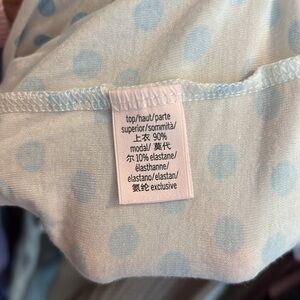 top/haut/parte
superior/sommità/
上衣 90%
modal/ 莫代
尔 10% elastane/
élasthanne/
elastano/elastan/
氨纶 exclusive